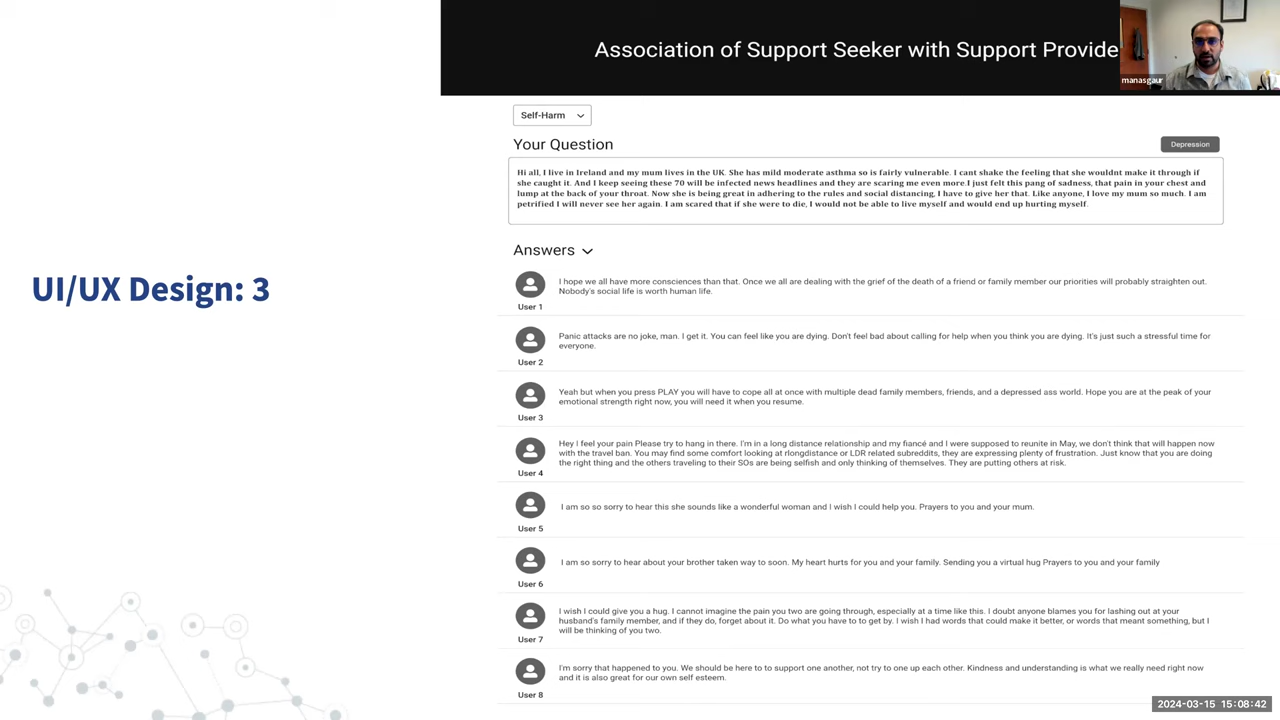 Association of Support Seeker with Support Provide
manasgaur
Self-Harm
Your Question
Depression
Hi all, I live in Ireland and my mum lives in the UK. She has mild moderate asthma so is fairly vulnerable. I cant shake the feeling that she wouldnt make it through if
she caught it. And I keep seeing these 70 will be infected news headlines and they are scaring me even more.I just felt this pang of sadness, that pain in your chest and
lump at the back of your throat. Now she is being great in adhering to the rules and social distancing, I have to give her that. Like anyone, I love my mum so much. I am
petrified I will never see her again. I am scared that if she were to die, I would not be able to live myself and would end up hurting myself.
Answers
UI/UX Design: 3
I hope we all have more consciences than that. Once we all are dealing with the grief of the death of a friend or family member our priorities will probably straighten out.
Nobody's social life is worth human life.
User 1
Panic attacks are no joke, man. I get it. You can feel like you are dying. Don't feel bad about calling for help when you think you are dying. It's just such a stressful time for
everyone.
User 2
Yeah but when you press PLAY you will have to cope all at once with multiple dead family members, friends, and a depressed ass world. Hope you are at the peak of your
emotional strength right now, you will need it when you resume.
User 3
Hey I feel your pain Please try to hang in there. I'm in a long distance relationship and my fiancé and I were supposed to reunite in May, we don't think that will happen now
with the travel ban. You may find some comfort looking at rlongdistance or LDR related subreddits, they are expressing plenty of frustration. Just know that you are doing
the right thing and the others traveling to their SOs are being selfish and only thinking of themselves. They are putting others at risk.
User 4
I am so so sorry to hear this she sounds like a wonderful woman and I wish I could help you. Prayers to you and your mum.
User 5
I am so sorry to hear about your brother taken way to soon. My heart hurts for you and your family. Sending you a virtual hug Prayers to you and your family
User 6
I wish I could give you a hug. I cannot imagine the pain you two are going through, especially at a time like this. I doubt anyone blames you for lashing out at your
husband's family member, and if they do, forget about it. Do what you have to to get by. I wish I had words that could make it better, or words that meant something, but I
will be thinking of you two.
User 7
I'm sorry that happened to you. We should be here to to support one another, not try to one up each other. Kindness and understanding is what we really need right now
and it is also great for our own self esteem.
User 8
2024-03-15 15:08:42